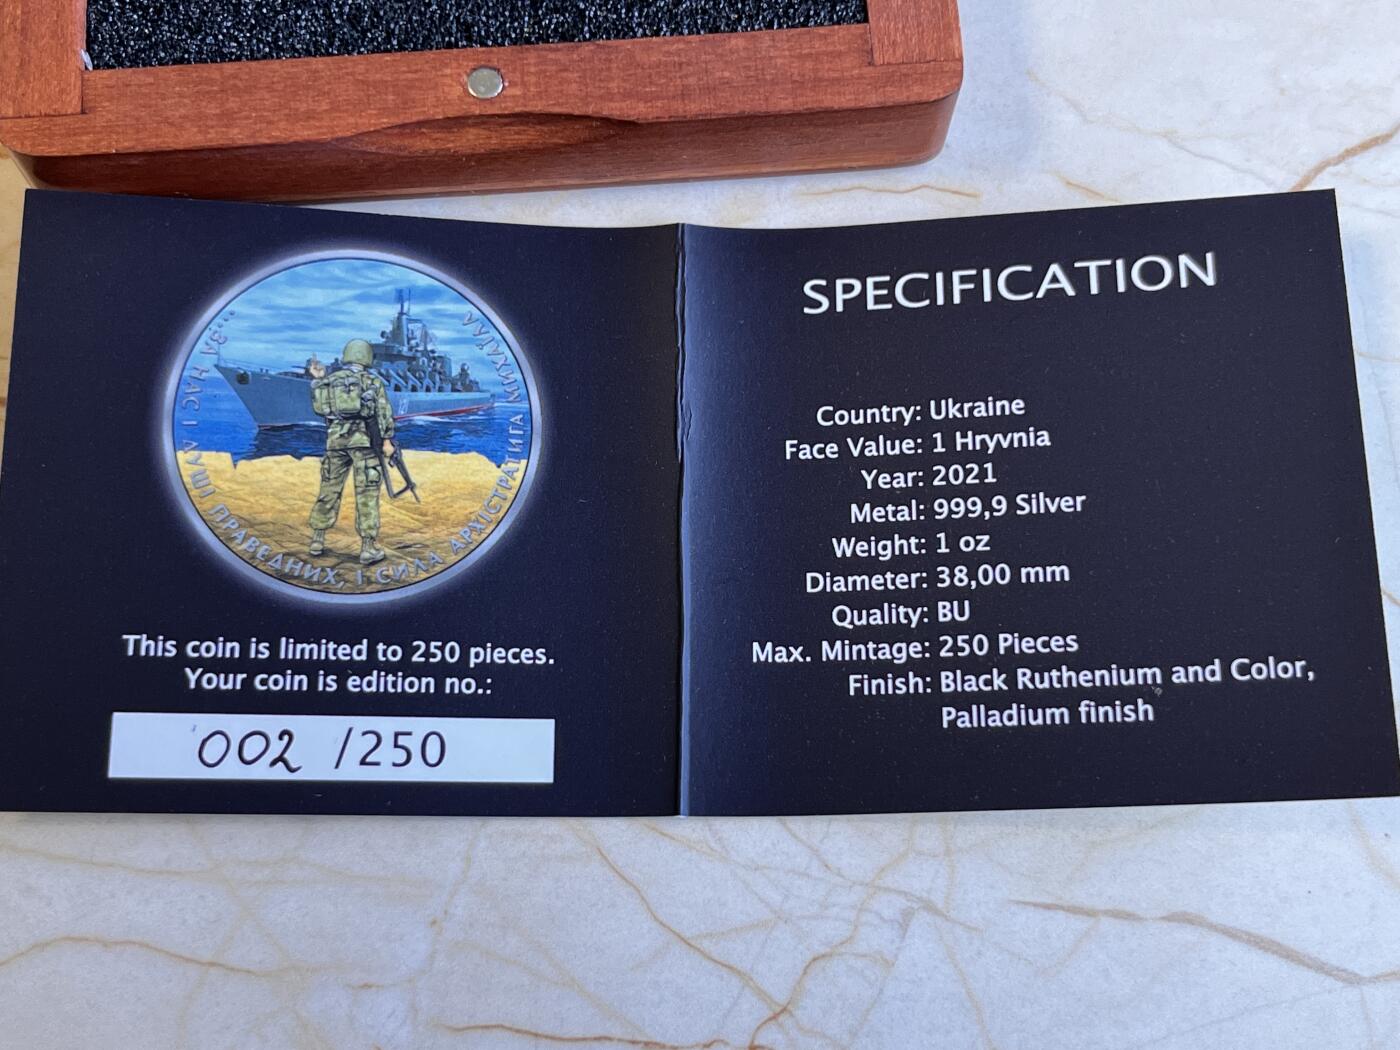 ...ЗА НАС І ДУШІ ПРАВЕДНИХ, І СИЛА АРХІСТРАТИГА МИХАЇЛА
This coin is limited to 250 pieces.
Your coin is edition no.:
002 /250
SPECIFICATION
Country: Ukraine
Face Value: 1 Hryvnia
Year: 2021
Metal: 999,9 Silver
Weight: 1 oz
Diameter: 38,00 mm
Quality: BU
Max. Mintage: 250 Pieces
Finish: Black Ruthenium and Color,
Palladium finish